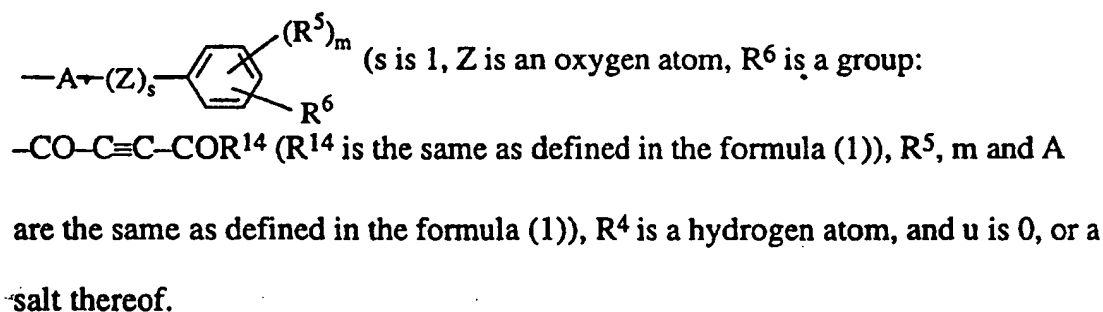 (R⁵)ₘ
—A—(Z)ₛ— (s is 1, Z is an oxygen atom, R⁶ is a group:
R⁶
–CO–C≡C–COR¹⁴ (R¹⁴ is the same as defined in the formula (1)), R⁵, m and A
are the same as defined in the formula (1)), R⁴ is a hydrogen atom, and u is 0, or a
salt thereof.